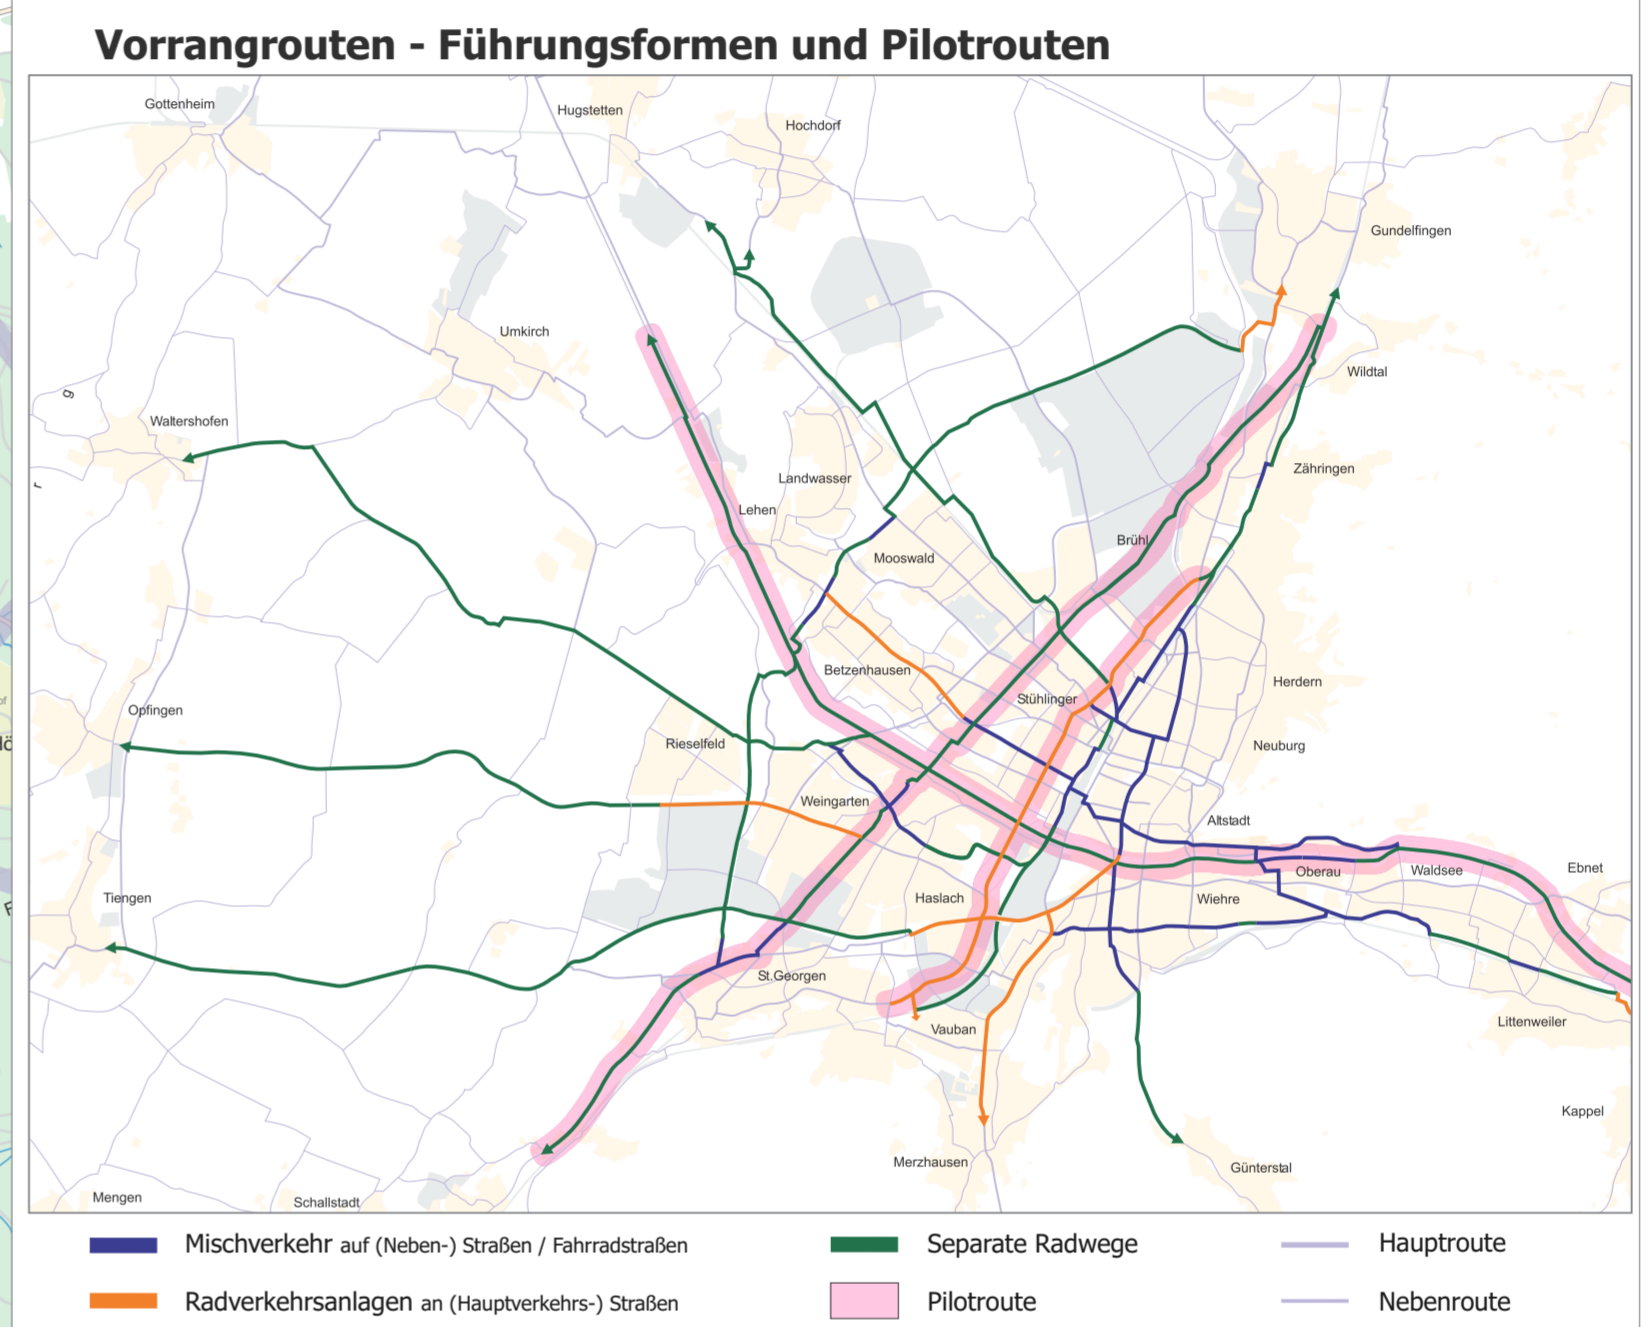 Vorrangrouten - Führungsformen und Pilotrouten
Gottenheim
Hugstetten
Hochdorf
Gundelfingen
Umkirch
Wildtal
g
Waltershofen
Zähringen
Landwasser
r
Lehen
Brühl
Mooswald
Betzenhausen
Herdern
Stühlinger
Opfingen
Rieselfeld
Neuburg
Weingarten
Altstadt
Oberau
Waldsee
Ebnet
Tiengen
Haslach
Wiehre
St.Georgen
Littenweiler
Vauban
Kappel
Merzhausen
Günterstal
Mengen
Schallstadt
Mischverkehr auf (Neben-) Straßen / Fahrradstraßen
Separate Radwege
Hauptroute
Radverkehrsanlagen an (Hauptverkehrs-) Straßen
Pilotroute
Nebenroute